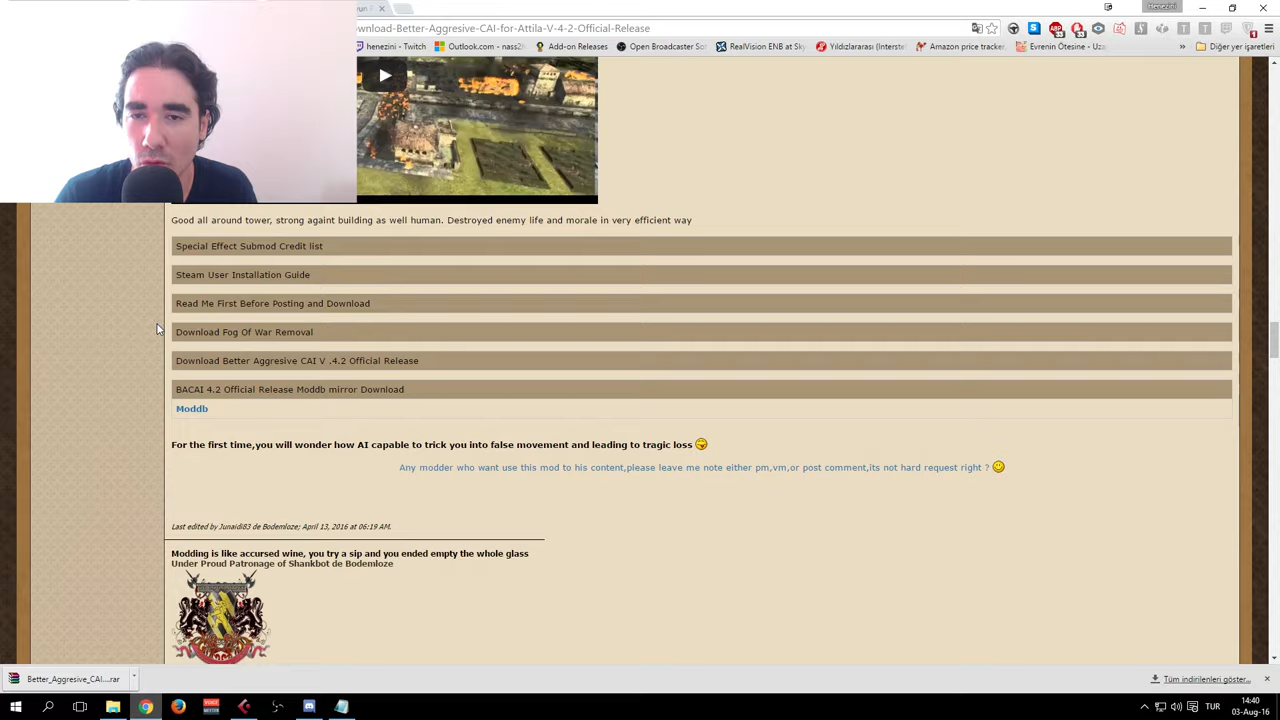 Henezini
wnload-Better-Aggresive-CAI-for-Attila-V-4-2-Official-Release
henezini - Twitch
Outlook.com - nass2h
Add-on Releases
Open Broadcaster So
RealVision ENB at Sky
Yıldızlararası (Interste
Amazon price tracker,
Evrenin Ötesine - Uza
»
Diğer yer işaretleri
Good all around tower, strong againt building as well human. Destroyed enemy life and morale in very efficient way
Special Effect Submod Credit list
Steam User Installation Guide
Read Me First Before Posting and Download
Download Fog Of War Removal
Download Better Aggresive CAI V .4.2 Official Release
BACAI 4.2 Official Release Moddb mirror Download
Moddb
For the first time,you will wonder how AI capable to trick you into false movement and leading to tragic loss
Any modder who want use this mod to his content,please leave me note either pm,vm,or post comment,its not hard request right ?
Last edited by Junaidi83 de Bodemloze; April 13, 2016 at 06:19 AM.
Modding is like accursed wine, you try a sip and you ended empty the whole glass
Under Proud Patronage of Shankbot de Bodemloze
Better_Aggresive_CAI....rar
Tüm indirilenleri göster...
TUR
14:40
03-Aug-16